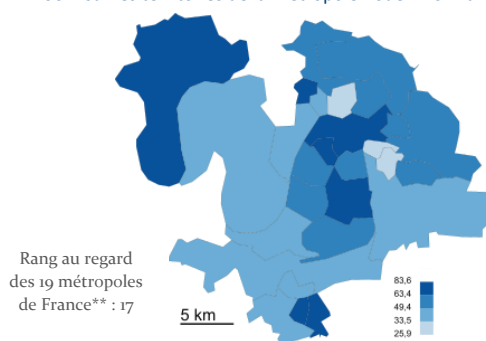 Rang au regard
des 19 métropoles
de France** : 17
5 km
83,6
63,4
49,4
33,5
25,9